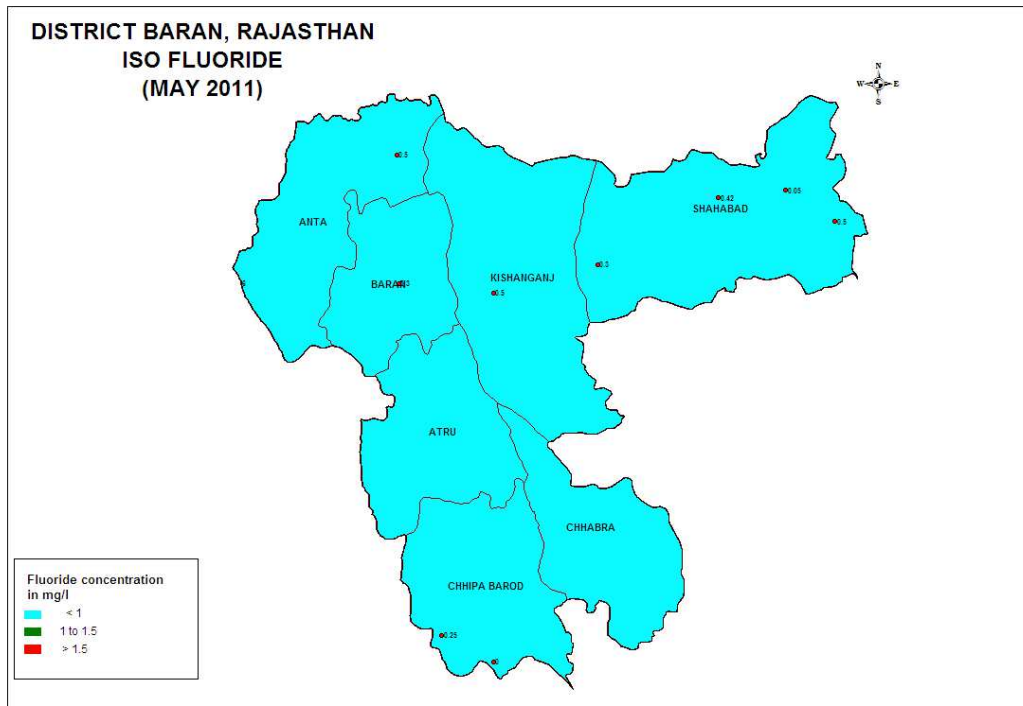 DISTRICT BARAN, RAJASTHAN
ISO FLUORIDE
(MAY 2011)
N
W E
S
0.5
0.05
0.42
SHAHABAD
0.5
ANTA
KISHANGANJ
BARAN
0.5
ATRU
CHHABRA
CHHIPA BAROD
0.25
0
Fluoride concentration
in mg/l
< 1
1 to 1.5
> 1.5